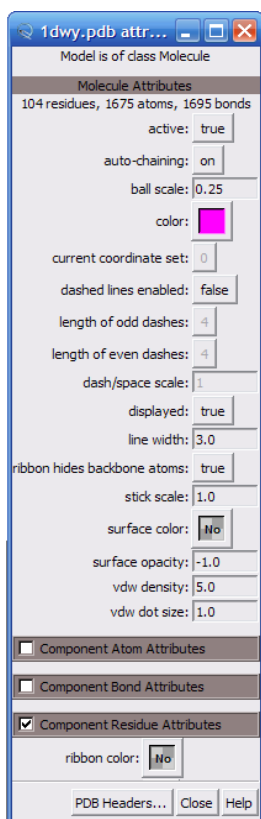 1dwy.pdb attr...
Model is of class Molecule
Molecule Attributes
104 residues, 1675 atoms, 1695 bonds
active: true
auto-chaining: on
ball scale: 0.25
color:
current coordinate set: 0
dashed lines enabled: false
length of odd dashes: 4
length of even dashes: 4
dash/space scale: 1
displayed: true
line width: 3.0
ribbon hides backbone atoms: true
stick scale: 1.0
surface color: No
surface opacity: -1.0
vdw density: 5.0
vdw dot size: 1.0
Component Atom Attributes
Component Bond Attributes
Component Residue Attributes
ribbon color: No
PDB Headers... Close Help